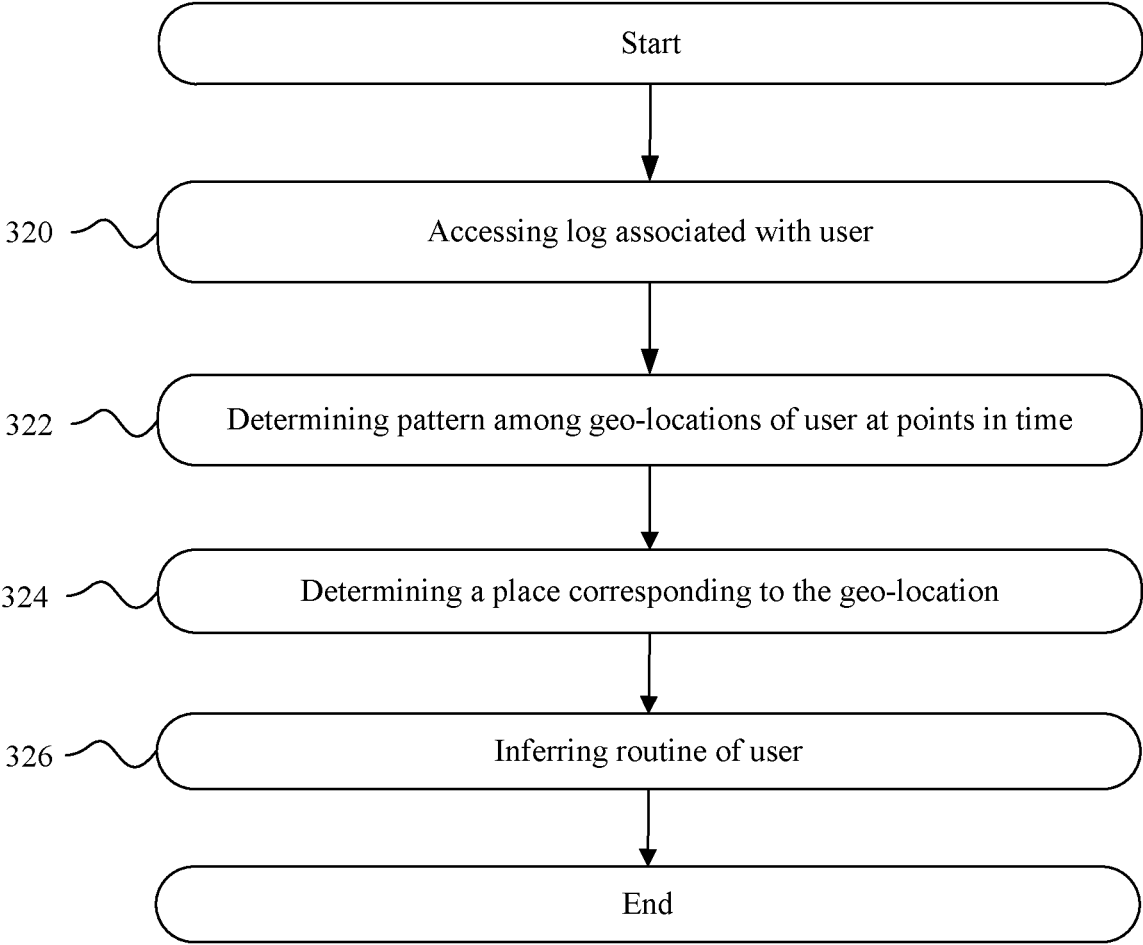 Start
320 Accessing log associated with user
322 Determining pattern among geo-locations of user at points in time
324 Determining a place corresponding to the geo-location
326 Inferring routine of user
End